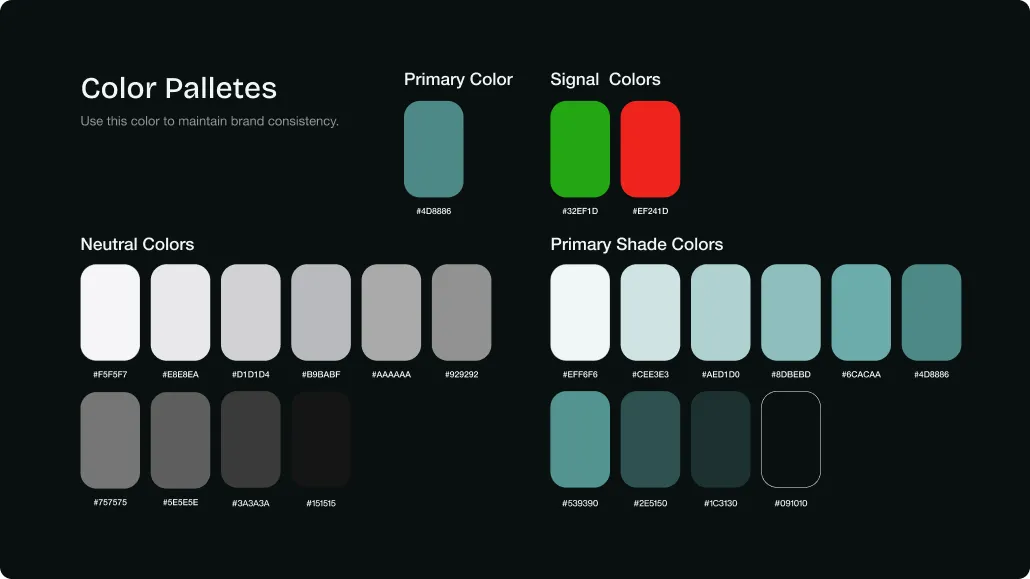 Color Palletes
Use this color to maintain brand consistency.
Primary Color
#4D8886
Signal  Colors
#32EF1D
#EF241D
Neutral Colors
#F5F5F7
#E8E8EA
#D1D1D4
#B9BABF
#AAAAAA
#929292
#757575
#5E5E5E
#3A3A3A
#151515
Primary Shade Colors
#EFF6F6
#CEE3E3
#AED1D0
#8DBEBD
#6CACAA
#4D8886
#539390
#2E5150
#1C3130
#091010